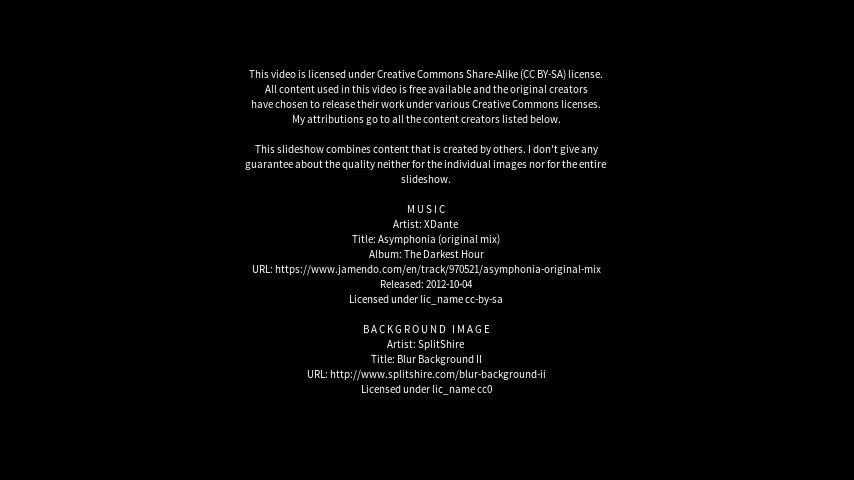 This video is licensed under Creative Commons Share-Alike (CC BY-SA) license.
All content used in this video is free available and the original creators
have chosen to release their work under various Creative Commons licenses.
My attributions go to all the content creators listed below.
This slideshow combines content that is created by others. I don't give any
guarantee about the quality neither for the individual images nor for the entire
slideshow.
MUSIC
Artist: XDante
Title: Asymphonia (original mix)
Album: The Darkest Hour
URL: https://www.jamendo.com/en/track/970521/asymphonia-original-mix
Released: 2012-10-04
Licensed under lic_name cc-by-sa
BACKGROUND IMAGE
Artist: SplitShire
Title: Blur Background II
URL: http://www.splitshire.com/blur-background-ii
Licensed under lic_name cc0